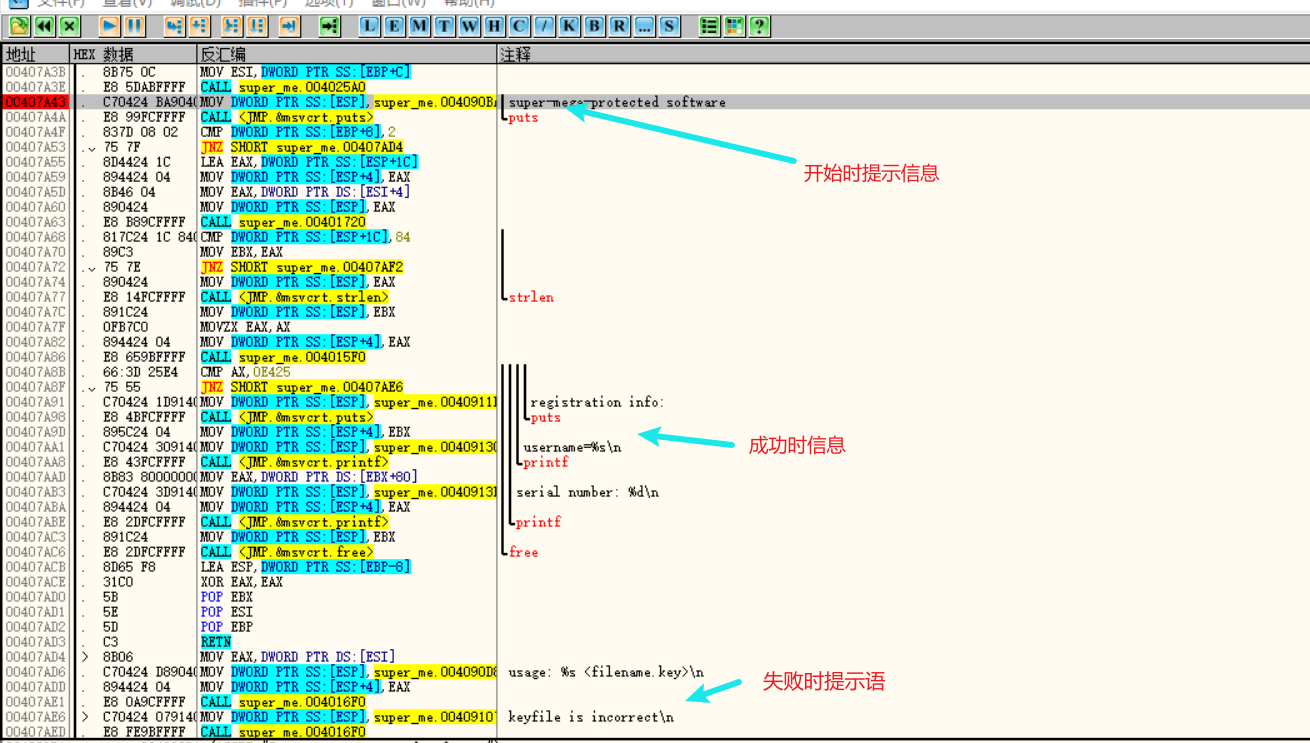 文件(F) 查看(V) 调试(D) 插件(P) 选项(T) 窗口(W) 帮助(H)
L E M T W H C / K B R ... S ?
地址 HEX 数据 反汇编 注释
00407A3B . 8B75 0C MOV ESI,DWORD PTR SS:[EBP+C]
00407A3E . E8 5DABFFFF CALL super_me.004025A0
00407A43 . C70424 BA9040 MOV DWORD PTR SS:[ESP],super_me.004090BA super-mega-protected software
00407A4A . E8 99FCFFFF CALL <JMP.&msvcrt.puts> puts
00407A4F . 837D 08 02 CMP DWORD PTR SS:[EBP+8],2
00407A53 . 75 7F JNZ SHORT super_me.00407AD4
00407A55 . 8D4424 1C LEA EAX,DWORD PTR SS:[ESP+1C]
开始时提示信息
00407A59 . 894424 04 MOV DWORD PTR SS:[ESP+4],EAX
00407A5D . 8B46 04 MOV EAX,DWORD PTR DS:[ESI+4]
00407A60 . 890424 MOV DWORD PTR SS:[ESP],EAX
00407A63 . E8 B89CFFFF CALL super_me.00401720
00407A68 . 817C24 1C 840 CMP DWORD PTR SS:[ESP+1C],84
00407A70 . 89C3 MOV EBX,EAX
00407A72 . 75 7E JNZ SHORT super_me.00407AF2
00407A74 . 890424 MOV DWORD PTR SS:[ESP],EAX
00407A77 . E8 14FCFFFF CALL <JMP.&msvcrt.strlen> strlen
00407A7C . 891C24 MOV DWORD PTR SS:[ESP],EBX
00407A7F . 0FB7C0 MOVZX EAX,AX
00407A82 . 894424 04 MOV DWORD PTR SS:[ESP+4],EAX
00407A86 . E8 659BFFFF CALL super_me.004015F0
00407A8B . 66:3D 25E4 CMP AX,0E425
00407A8F . 75 55 JNZ SHORT super_me.00407AE6
00407A91 . C70424 1D9140 MOV DWORD PTR SS:[ESP],super_me.0040911D registration info:
00407A98 . E8 4BFCFFFF CALL <JMP.&msvcrt.puts> puts
00407A9D . 895C24 04 MOV DWORD PTR SS:[ESP+4],EBX
00407AA1 . C70424 309140 MOV DWORD PTR SS:[ESP],super_me.00409130 username=%s\n
成功时信息
00407AA8 . E8 43FCFFFF CALL <JMP.&msvcrt.printf> printf
00407AAD . 8B83 80000000 MOV EAX,DWORD PTR DS:[EBX+80]
00407AB3 . C70424 3D9140 MOV DWORD PTR SS:[ESP],super_me.0040913D serial number: %d\n
00407ABA . 894424 04 MOV DWORD PTR SS:[ESP+4],EAX
00407ABE . E8 2DFCFFFF CALL <JMP.&msvcrt.printf> printf
00407AC3 . 891C24 MOV DWORD PTR SS:[ESP],EBX
00407AC6 . E8 2DFCFFFF CALL <JMP.&msvcrt.free> free
00407ACB . 8D65 F8 LEA ESP,DWORD PTR SS:[EBP-8]
00407ACE . 31C0 XOR EAX,EAX
00407AD0 . 5B POP EBX
00407AD1 . 5E POP ESI
00407AD2 . 5D POP EBP
00407AD3 . C3 RETN
00407AD4 > 8B06 MOV EAX,DWORD PTR DS:[ESI]
00407AD6 . C70424 D89040 MOV DWORD PTR SS:[ESP],super_me.004090D8 usage: %s <filename.key>\n
失败时提示语
00407ADD . 894424 04 MOV DWORD PTR SS:[ESP+4],EAX
00407AE1 . E8 0A9CFFFF CALL super_me.004016F0
00407AE6 > C70424 079140 MOV DWORD PTR SS:[ESP],super_me.00409107 keyfile is incorrect\n
00407AED . E8 FE9BFFFF CALL super_me.004016F0